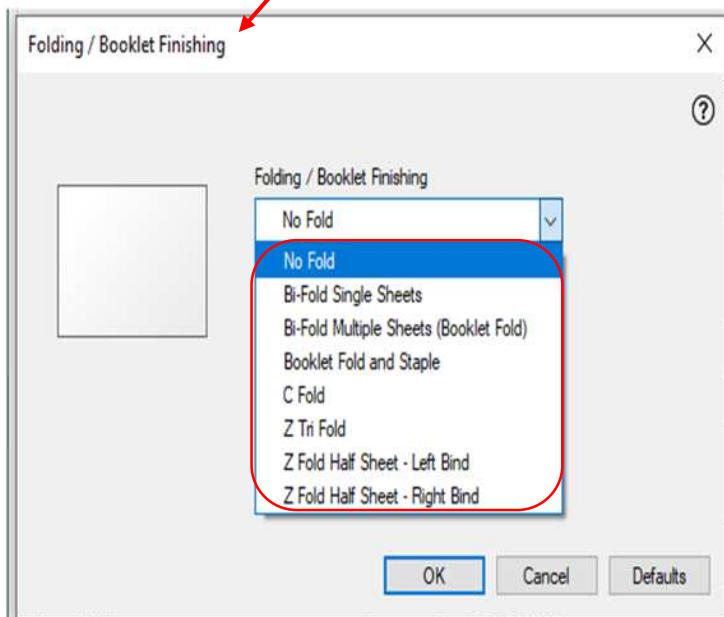 Folding / Booklet Finishing
Folding / Booklet Finishing
No Fold
No Fold
Bi-Fold Single Sheets
Bi-Fold Multiple Sheets (Booklet Fold)
Booklet Fold and Staple
C Fold
Z Tri Fold
Z Fold Half Sheet - Left Bind
Z Fold Half Sheet - Right Bind
OK Cancel Defaults